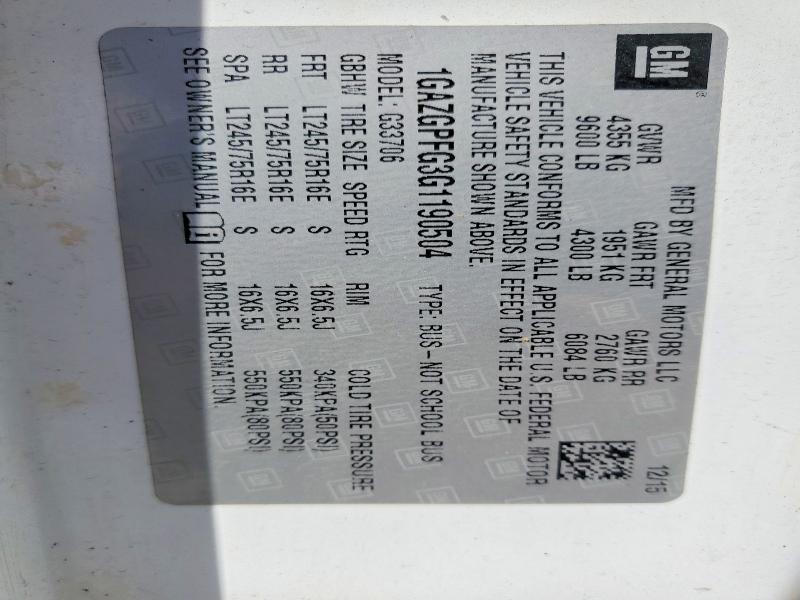 GM
MFD BY GENERAL MOTORS LLC 12/15
GVWR GAWR FRT GAWR RR
4355 KG 1951 KG 2760 KG
9600 LB 4300 LB 6084 LB
THIS VEHICLE CONFORMS TO ALL APPLICABLE U.S. FEDERAL MOTOR
VEHICLE SAFETY STANDARDS IN EFFECT ON THE DATE OF
MANUFACTURE SHOWN ABOVE.
1GAZGPFG3G1190504 TYPE: BUS-NOT SCHOOL BUS
MODEL: G33706
GBHW TIRE SIZE SPEED RTG RIM COLD TIRE PRESSURE
FRT LT245/75R16E S 16X6.5J 340KPA(50PSI);
RR LT245/75R16E S 16X6.5J 550KPA(80PSI);
SPA LT245/75R16E S 16X6.5J 550KPA(80PSI);
SEE OWNER'S MANUAL i FOR MORE INFORMATION.